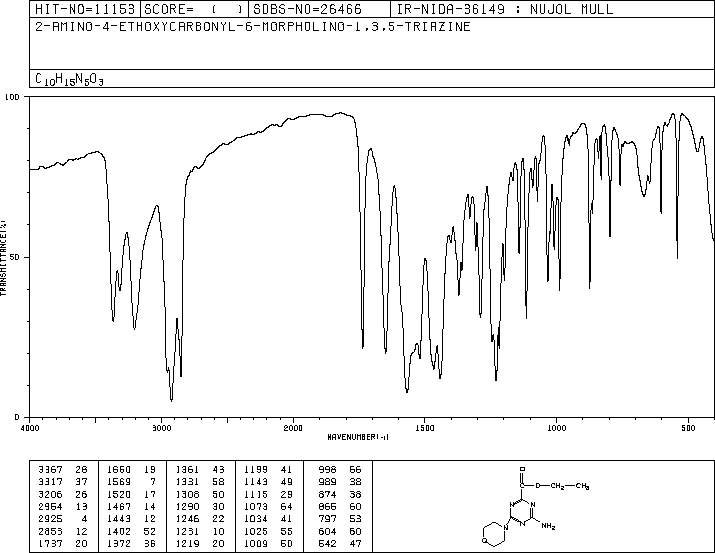 HIT-NO=11153 SCORE= ( ) SDBS-NO=26466 IR-NIDA-36149 : NUJOL MULL
2-AMINO-4-ETHOXYCARBONYL-6-MORPHOLINO-1,3,5-TRIAZINE
C10H15N5O3
100
50
0
TRANSMITTANCE(%)
4000 3000 2000 1500 1000 500
WAVENUMBER(-1)
3367 28 1650 19 1361 43 1199 41 998 56
3317 37 1569 7 1331 58 1143 49 989 38
3206 26 1520 17 1308 50 1115 29 874 38
2954 13 1467 14 1290 30 1073 64 866 60
2925 4 1443 12 1246 22 1034 41 797 53
2853 12 1402 52 1231 10 1025 55 604 60
1737 20 1372 36 1219 20 1009 50 542 47
O
C O CH2 CH3
N N
N N NH2
O